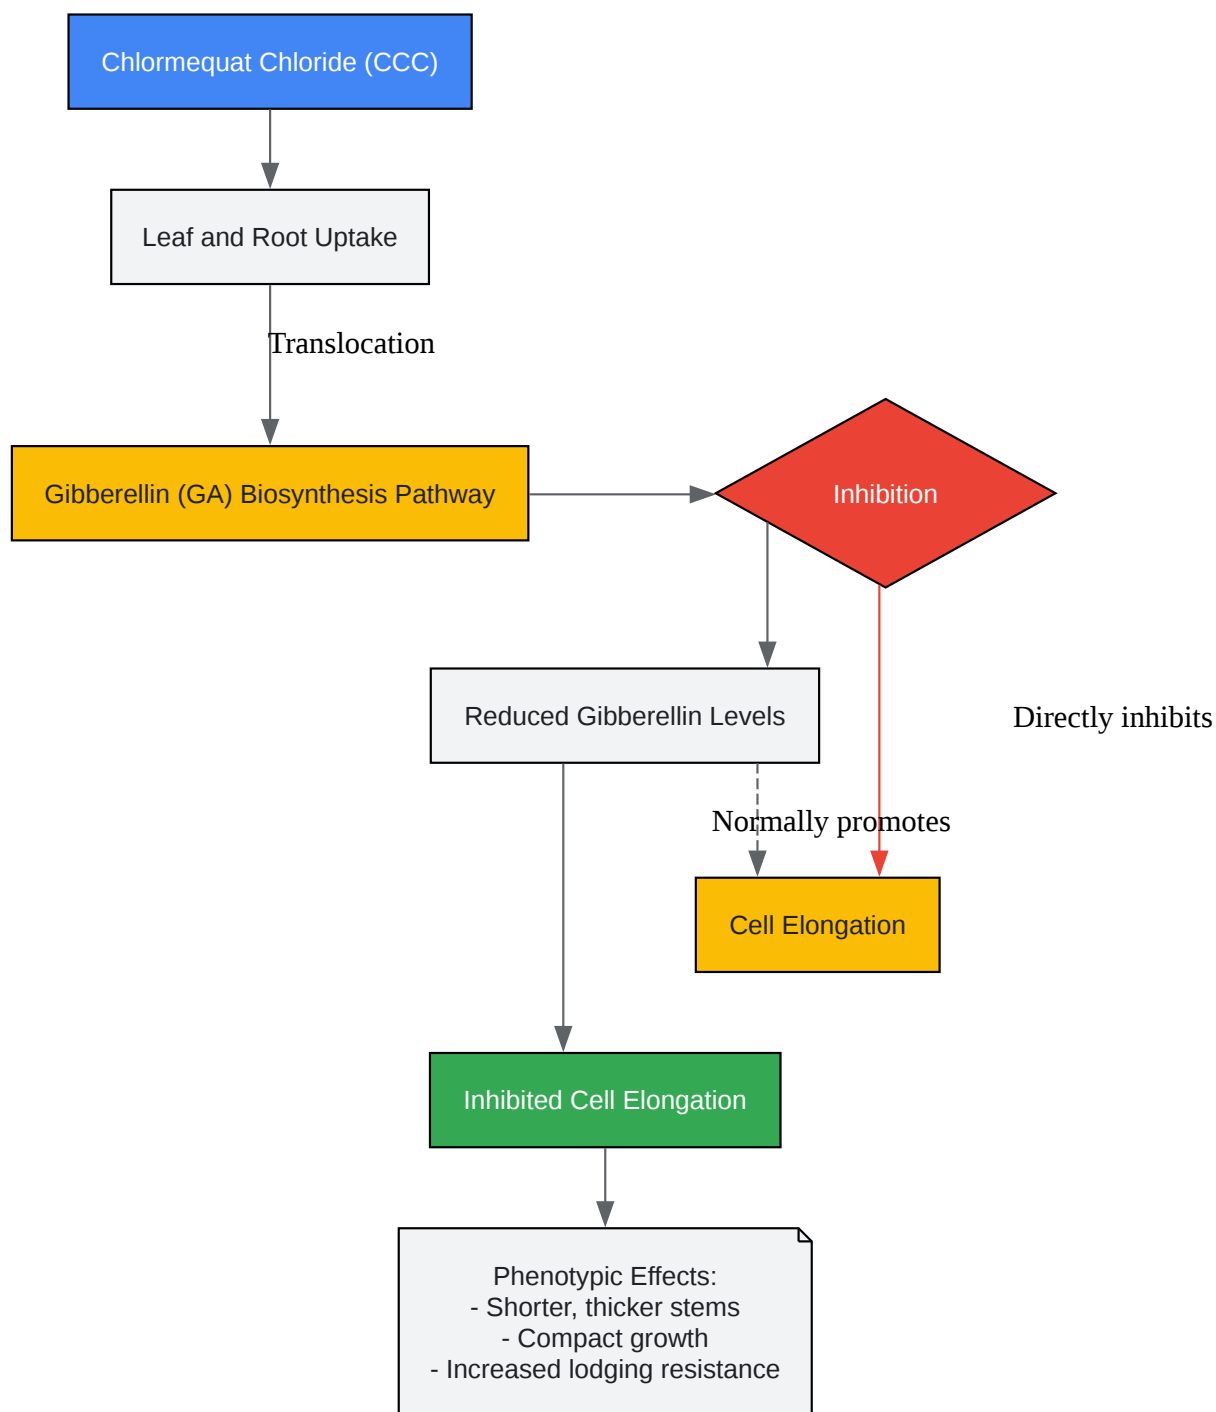 Chlormequat Chloride (CCC)
Leaf and Root Uptake
Translocation
Gibberellin (GA) Biosynthesis Pathway
Inhibition
Reduced Gibberellin Levels
Directly inhibits
Normally promotes
Cell Elongation
Inhibited Cell Elongation
Phenotypic Effects:
- Shorter, thicker stems
- Compact growth
- Increased lodging resistance